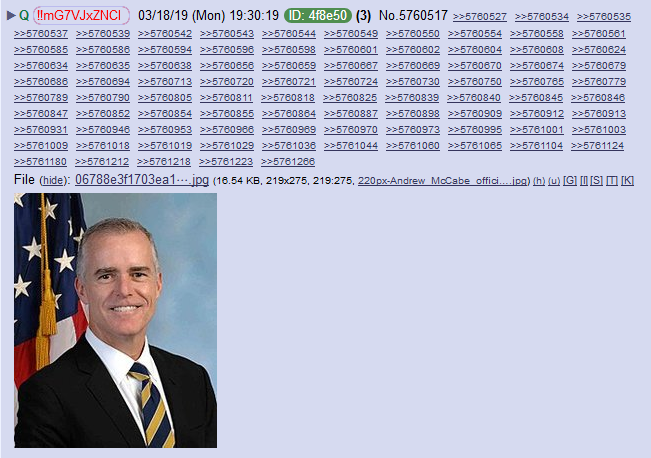 ▶ Q !!mG7VJxZNCI 03/18/19 (Mon) 19:30:19 ID: 4f8e50 (3) No.5760517 >>5760527 >>5760534 >>5760535
>>5760537 >>5760539 >>5760542 >>5760543 >>5760544 >>5760549 >>5760550 >>5760554 >>5760558 >>5760561
>>5760585 >>5760586 >>5760594 >>5760596 >>5760598 >>5760601 >>5760602 >>5760604 >>5760608 >>5760624
>>5760634 >>5760635 >>5760638 >>5760656 >>5760659 >>5760667 >>5760669 >>5760670 >>5760674 >>5760679
>>5760686 >>5760694 >>5760713 >>5760720 >>5760721 >>5760724 >>5760730 >>5760750 >>5760765 >>5760779
>>5760789 >>5760790 >>5760805 >>5760811 >>5760818 >>5760825 >>5760839 >>5760840 >>5760845 >>5760846
>>5760847 >>5760852 >>5760854 >>5760855 >>5760864 >>5760887 >>5760898 >>5760909 >>5760912 >>5760913
>>5760931 >>5760946 >>5760953 >>5760966 >>5760969 >>5760970 >>5760973 >>5760995 >>5761001 >>5761003
>>5761009 >>5761018 >>5761019 >>5761029 >>5761036 >>5761044 >>5761060 >>5761065 >>5761104 >>5761124
>>5761180 >>5761212 >>5761218 >>5761223 >>5761266
File (hide): 06788e3f1703ea1⋯.jpg (16.54 KB, 219x275, 219:275, 220px-Andrew_McCabe_offici….jpg) (h) (u) [G] [I] [S] [T] [K]